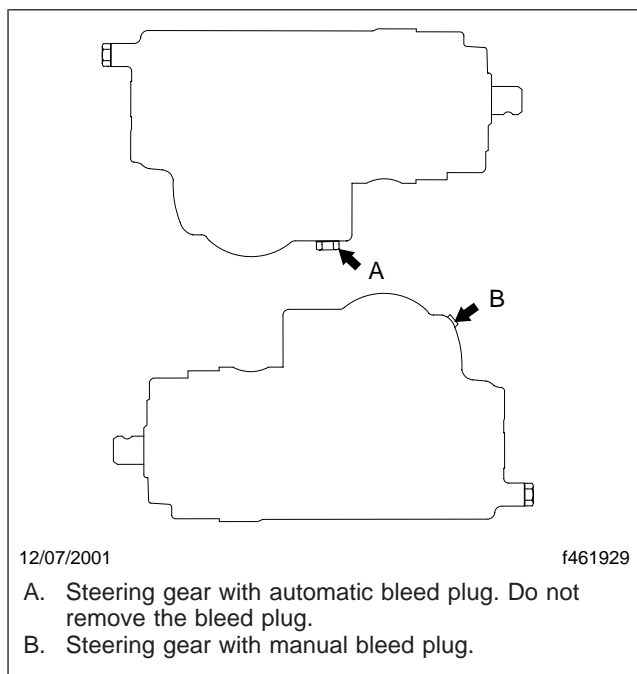 A
B
12/07/2001 f461929
A. Steering gear with automatic bleed plug. Do not
remove the bleed plug.
B. Steering gear with manual bleed plug.